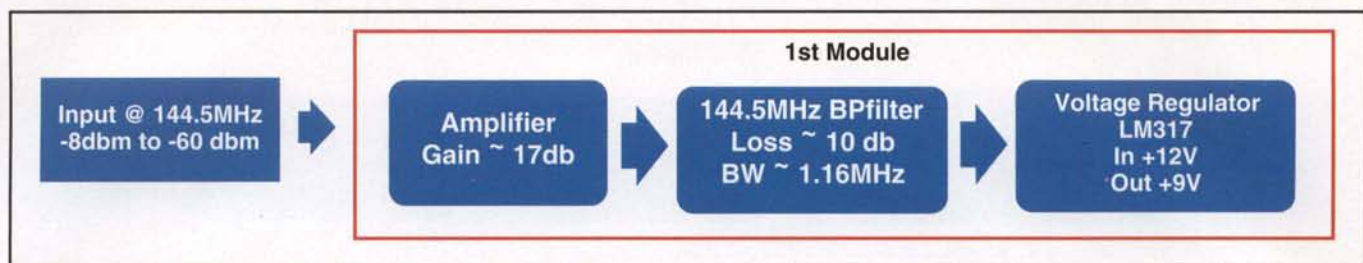 1st Module
Input @ 144.5MHz
-8dbm to -60 dbm
Amplifier
Gain ~ 17db
144.5MHz BPfilter
Loss ~ 10 db
BW ~ 1.16MHz
Voltage Regulator
LM317
In +12V
Out +9V